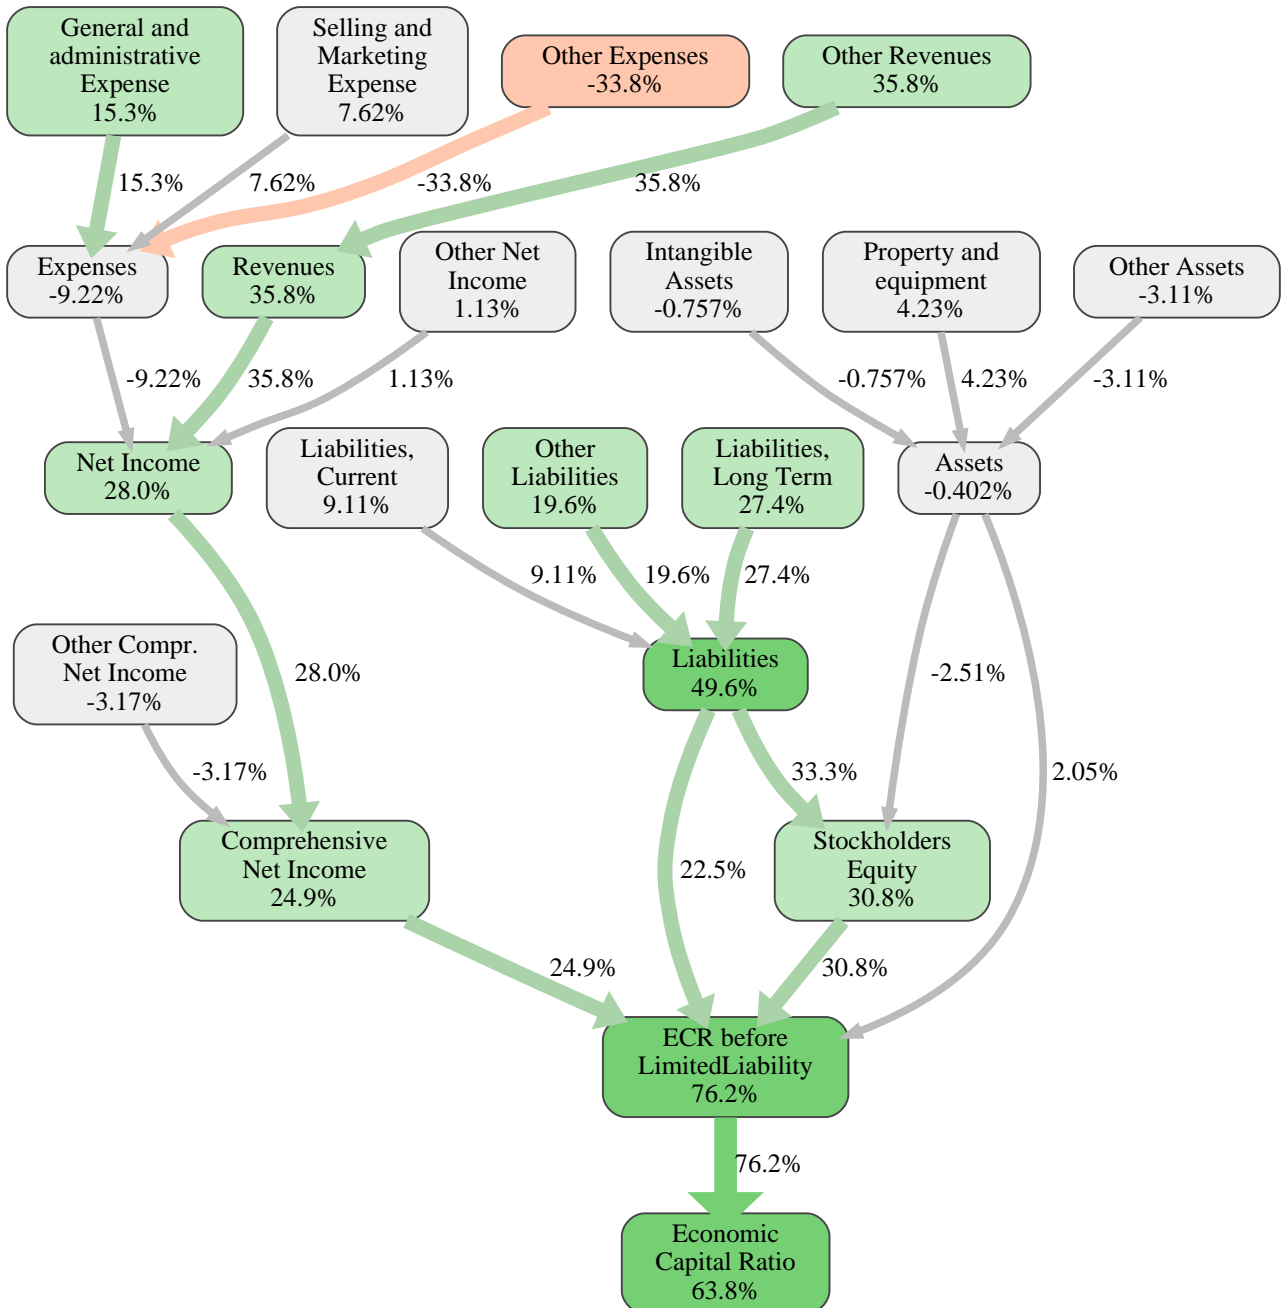 General and
administrative
Expense
15.3%
Selling and
Marketing
Expense
7.62%
Other Expenses
-33.8%
Other Revenues
35.8%
15.3%
7.62%
-33.8%
35.8%
Expenses
-9.22%
Revenues
35.8%
Other Net
Income
1.13%
Intangible
Assets
-0.757%
Property and
equipment
4.23%
Other Assets
-3.11%
-9.22%
35.8%
1.13%
-0.757%
4.23%
-3.11%
Net Income
28.0%
Liabilities,
Current
9.11%
Other
Liabilities
19.6%
Liabilities,
Long Term
27.4%
Assets
-0.402%
9.11%
19.6%
27.4%
Other Compr.
Net Income
-3.17%
28.0%
Liabilities
49.6%
-2.51%
-3.17%
33.3%
2.05%
Comprehensive
Net Income
24.9%
22.5%
Stockholders
Equity
30.8%
24.9%
30.8%
ECR before
LimitedLiability
76.2%
76.2%
Economic
Capital Ratio
63.8%